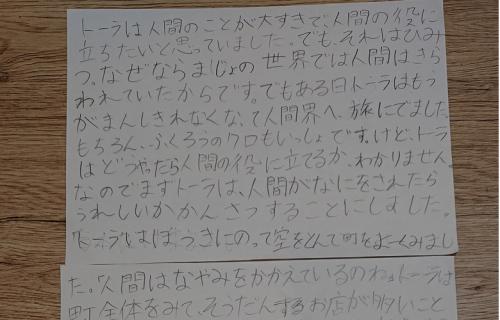 トーラは人間のことが大すきで人間の役に
立ちたいと思っていました。でも、それはひみ
つ。なぜならまじょの世界では人間はきら
われていたからです。でもある日トーラはもう
がまんしきれなくなって人間界へ、旅にでました。
もちろん、ふくろうのクロもいっしょです。けど、トーラ
はどうやったら人間の役に立てるか、わかりません。
なのでまずトーラは、人間がなにをされたら
うれしいかかんさつすることにしました。
トーラはほうきにのって空をとんで町を
た。「人間はなやみをかかえているのね」トーラは
町全体をみて、そうだんするお店が多いこと